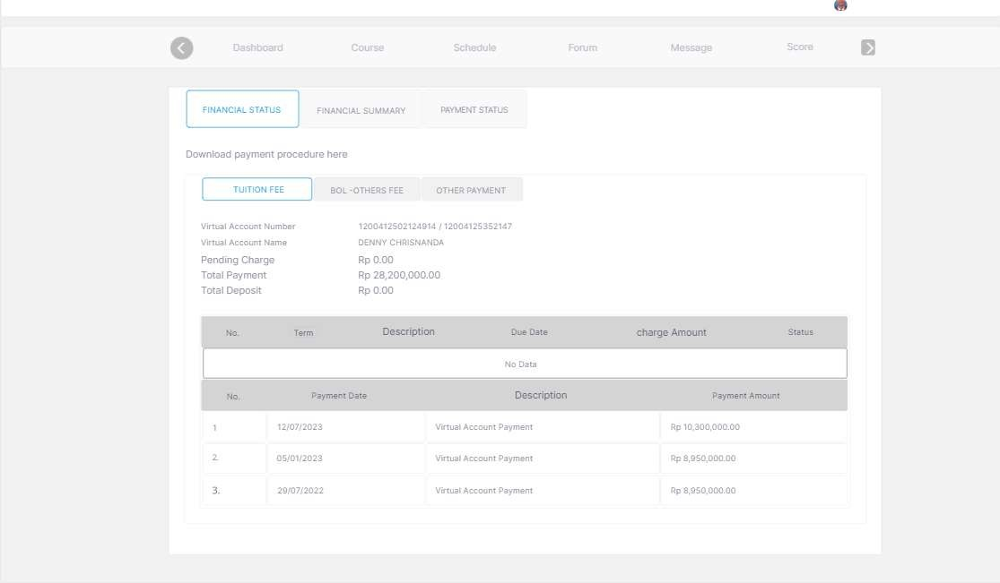 Dashboard Course Schedule Forum Message Score
FINANCIAL STATUS FINANCIAL SUMMARY PAYMENT STATUS
Download payment procedure here
TUITION FEE BOL -OTHERS FEE OTHER PAYMENT
Virtual Account Number 1200412502124914 / 12004125352147
Virtual Account Name DENNY CHRISNANDA
Pending Charge Rp 0.00
Total Payment Rp 28,200,000.00
Total Deposit Rp 0.00
No. Term Description Due Date charge Amount Status
No Data
No. Payment Date Description Payment Amount
1 12/07/2023 Virtual Account Payment Rp 10,300,000.00
2. 05/01/2023 Virtual Account Payment Rp 8,950,000.00
3. 29/07/2022 Virtual Account Payment Rp 8,950,000.00